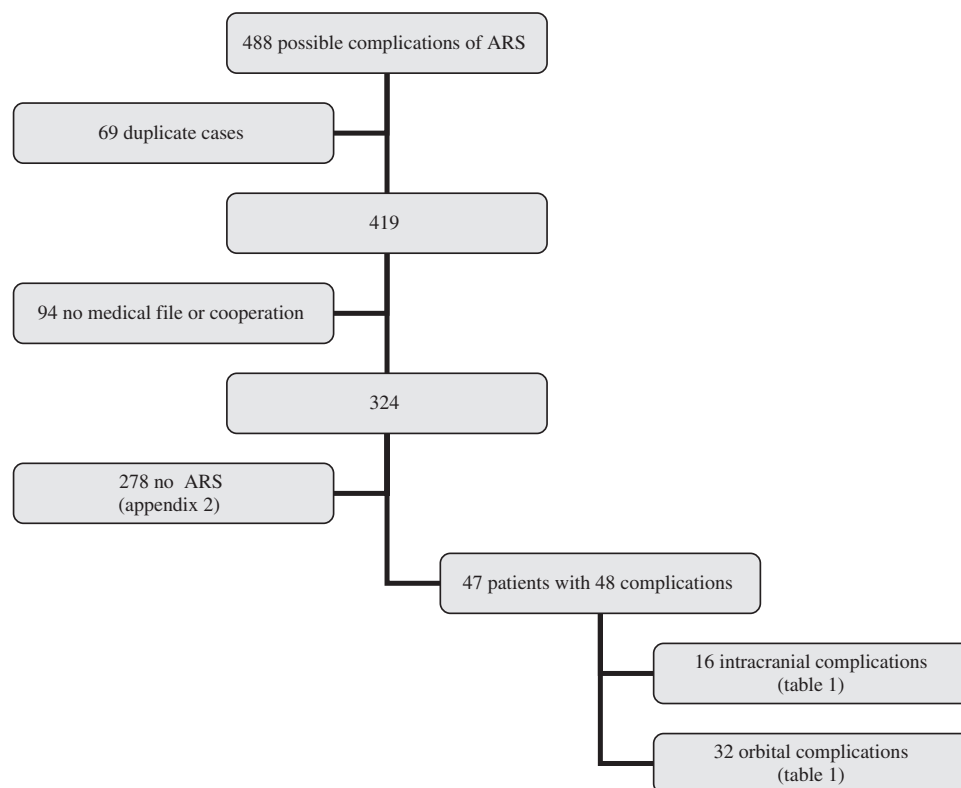 488 possible complications of ARS
69 duplicate cases
419
94 no medical file or cooperation
324
278 no ARS
(appendix 2)
47 patients with 48 complications
16 intracranial complications
(table 1)
32 orbital complications
(table 1)